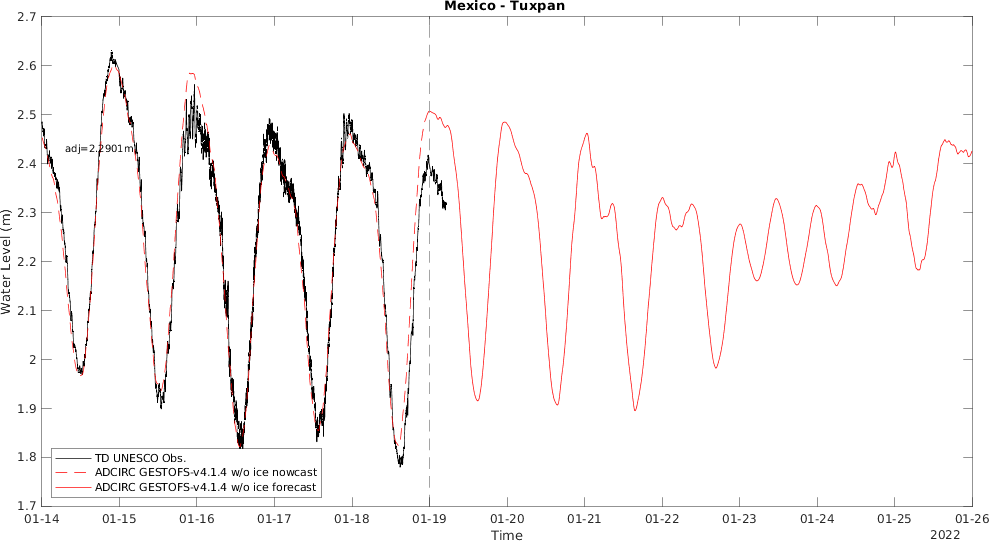 Mexico - Tuxpan
2.7
2.6
2.5
2.4
2.3
2.2
2.1
2
1.9
1.8
1.7
Water Level (m)
adj=2.2901m
TD UNESCO Obs.
ADCIRC GESTOFS-v4.1.4 w/o ice nowcast
ADCIRC GESTOFS-v4.1.4 w/o ice forecast
01-14 01-15 01-16 01-17 01-18 01-19 01-20 01-21 01-22 01-23 01-24 01-25 01-26
Time
2022